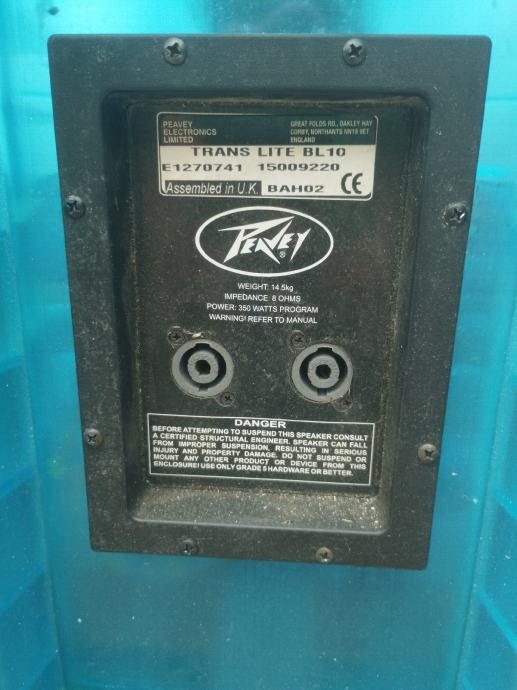 PEAVEY
ELECTRONICS
LIMITED
GREAT FOLDS RD., OAKLEY HAY
CORBY, NORTHANTS NN18 9ET
ENGLAND
TRANS LITE BL10
E1270741 15009220
Assembled in U.K. BAH02 CE
PEAVEY®
WEIGHT: 14.5kg
IMPEDANCE: 8 OHMS
POWER: 350 WATTS PROGRAM
WARNING! REFER TO MANUAL
DANGER
BEFORE ATTEMPTING TO SUSPEND THIS SPEAKER CONSULT
A CERTIFIED STRUCTURAL ENGINEER. SPEAKER CAN FALL
FROM IMPROPER SUSPENSION, RESULTING IN SERIOUS
INJURY AND PROPERTY DAMAGE. DO NOT SUSPEND OR
MOUNT ANY OTHER PRODUCT OR DEVICE FROM THIS
ENCLOSURE! USE ONLY GRADE 5 HARDWARE OR BETTER.